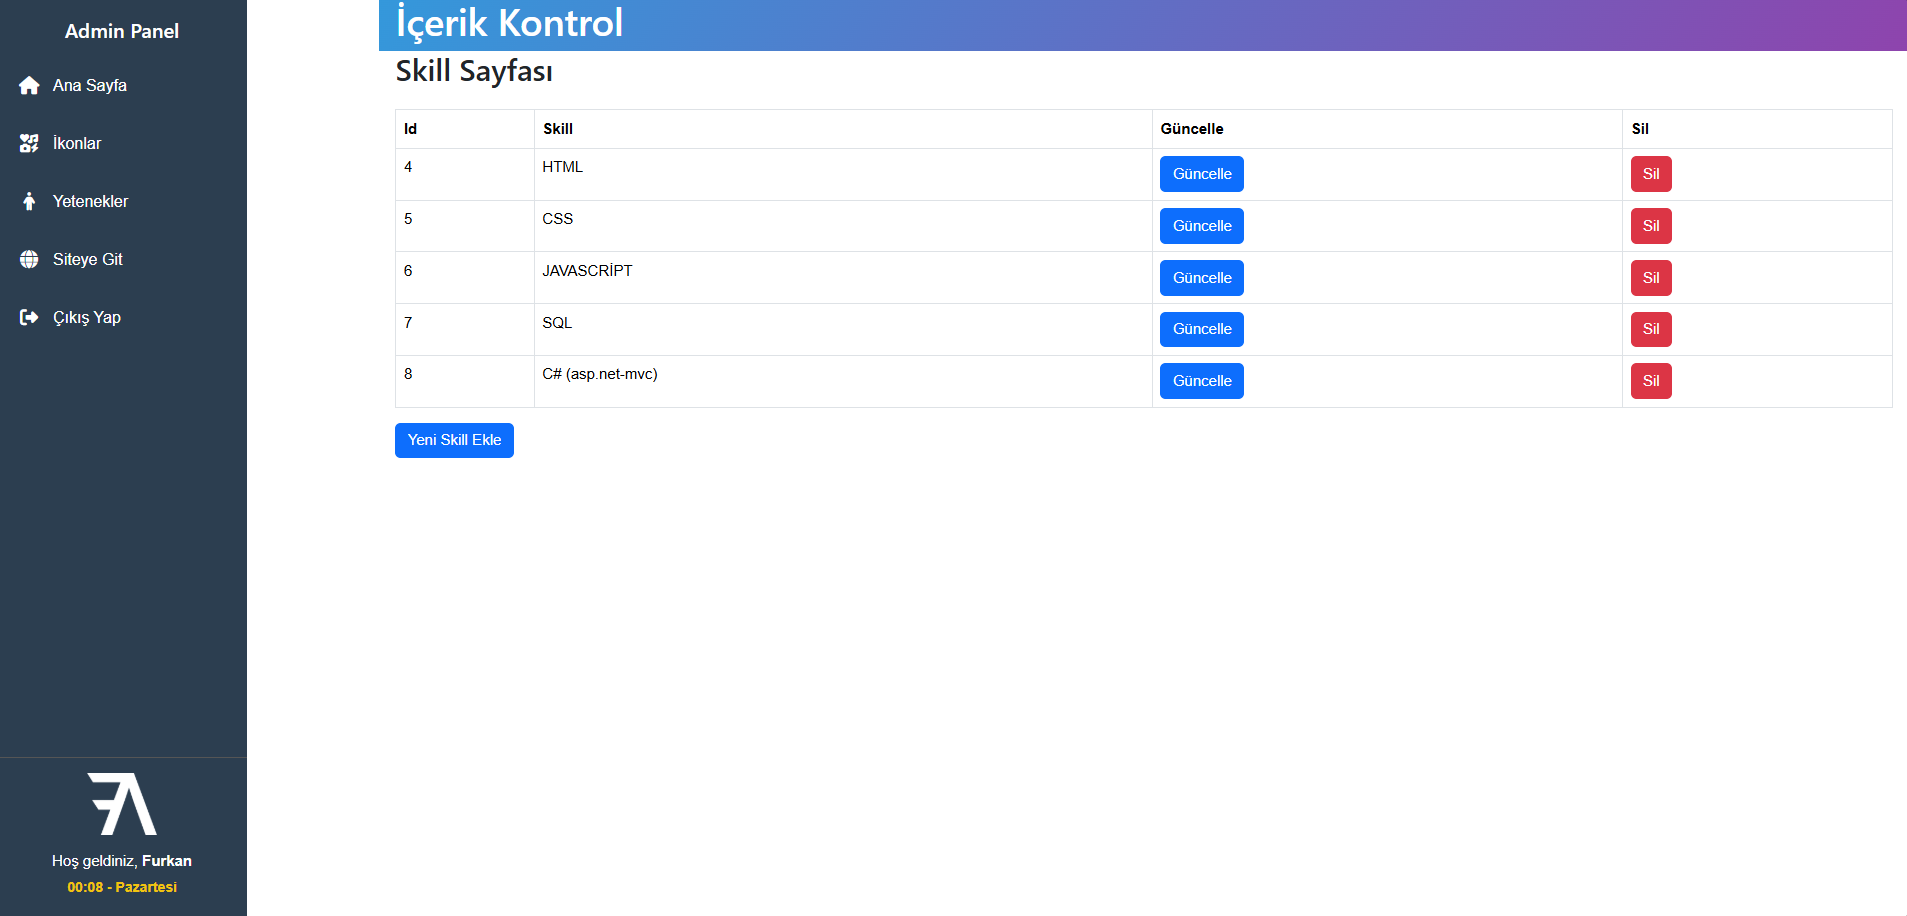 Admin Panel
Ana Sayfa
İkonlar
Yetenekler
Siteye Git
Çıkış Yap
Hoş geldiniz, Furkan
00:08 - Pazartesi
İçerik Kontrol
Skill Sayfası
Id Skill Güncelle Sil
4 HTML Güncelle Sil
5 CSS Güncelle Sil
6 JAVASCRİPT Güncelle Sil
7 SQL Güncelle Sil
8 C# (asp.net-mvc) Güncelle Sil
Yeni Skill Ekle